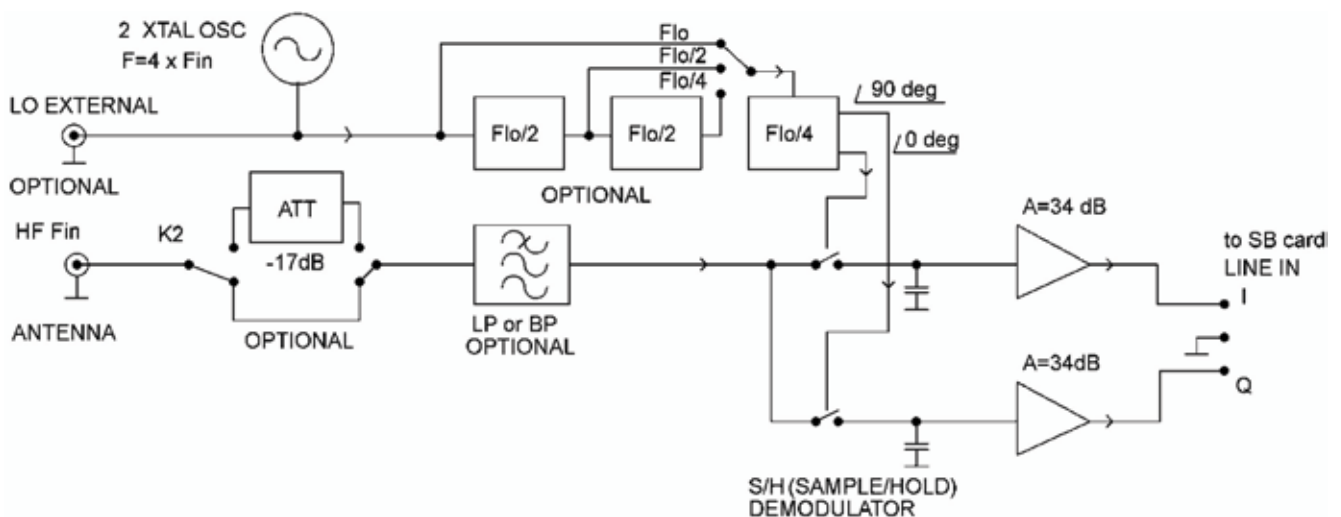 2 XTAL OSC
F=4 x Fin
LO EXTERNAL
OPTIONAL
Flo
Flo/2
Flo/4
Flo/2
Flo/2
OPTIONAL
Flo/4
90 deg
0 deg
HF Fin
ANTENNA
K2
ATT
-17dB
OPTIONAL
LP or BP
OPTIONAL
S/H (SAMPLE/HOLD)
DEMODULATOR
A=34 dB
A=34dB
to SB card
LINE IN
I
Q